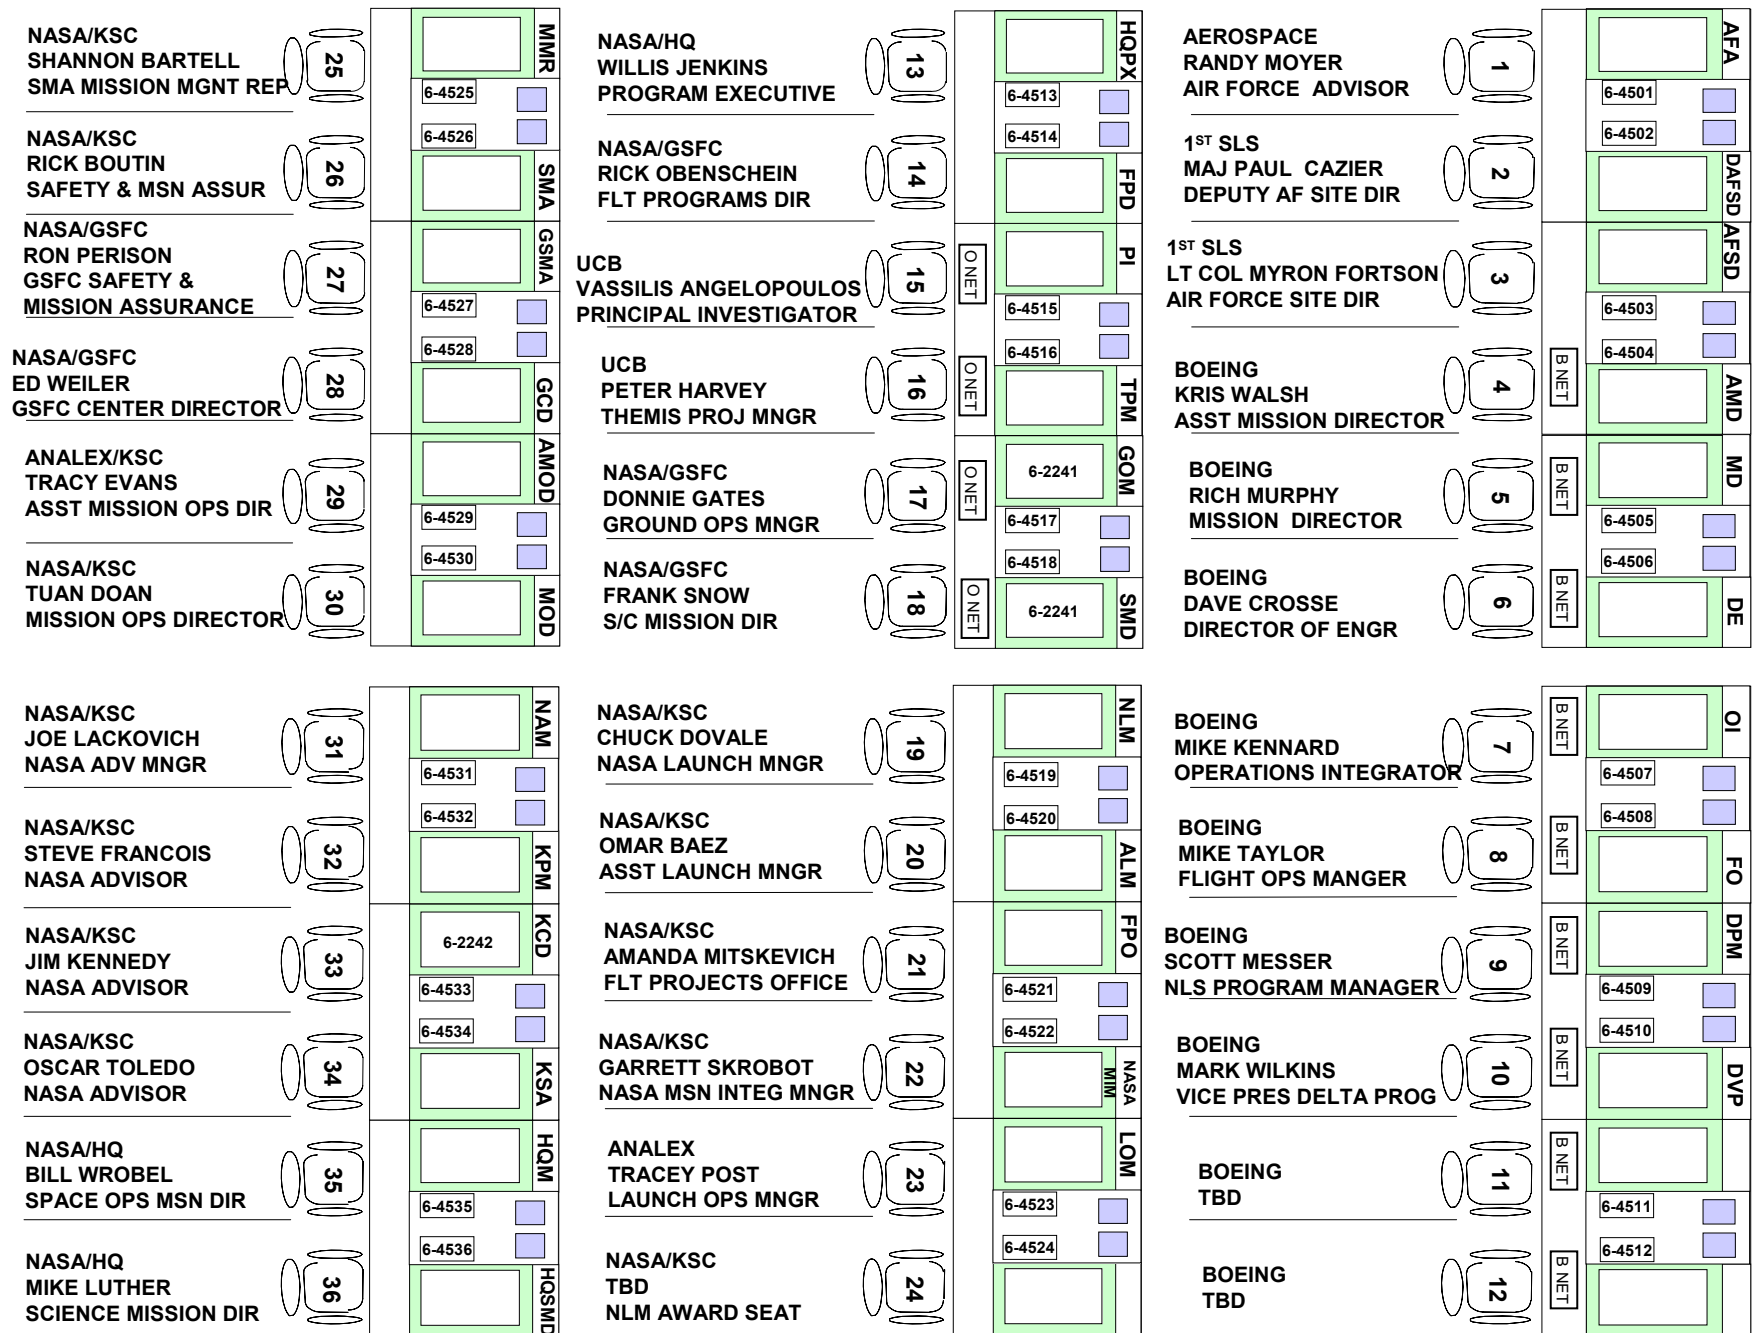 NASA/KSC
SHANNON BARTELL
SMA MISSION MGNT REP
25
MMR
6-4525
NASA/KSC
RICK BOUTIN
SAFETY & MSN ASSUR
26
6-4526
SMA
NASA/GSFC
RON PERISON
GSFC SAFETY &
MISSION ASSURANCE
27
GSMA
6-4527
NASA/GSFC
ED WEILER
GSFC CENTER DIRECTOR
28
6-4528
GCD
ANALEX/KSC
TRACY EVANS
ASST MISSION OPS DIR
29
AMOD
6-4529
NASA/KSC
TUAN DOAN
MISSION OPS DIRECTOR
30
6-4530
MOD
NASA/HQ
WILLIS JENKINS
PROGRAM EXECUTIVE
13
HQPX
6-4513
NASA/GSFC
RICK OBENSCHEIN
FLT PROGRAMS DIR
14
6-4514
FPD
UCB
VASSILIS ANGELOPOULOS
PRINCIPAL INVESTIGATOR
15
O NET
PI
6-4515
UCB
PETER HARVEY
THEMIS PROJ MNGR
16
O NET
6-4516
TPM
NASA/GSFC
DONNIE GATES
GROUND OPS MNGR
17
O NET
6-2241
GOM
6-4517
NASA/GSFC
FRANK SNOW
S/C MISSION DIR
18
O NET
6-4518
6-2241
SMD
AEROSPACE
RANDY MOYER
AIR FORCE ADVISOR
1
AFA
6-4501
1ST SLS
MAJ PAUL CAZIER
DEPUTY AF SITE DIR
2
6-4502
DAFSD
1ST SLS
LT COL MYRON FORTSON
AIR FORCE SITE DIR
3
AFSD
6-4503
BOEING
KRIS WALSH
ASST MISSION DIRECTOR
4
B NET
6-4504
AMD
BOEING
RICH MURPHY
MISSION DIRECTOR
5
B NET
MD
6-4505
BOEING
DAVE CROSSE
DIRECTOR OF ENGR
6
B NET
6-4506
DE
NASA/KSC
JOE LACKOVICH
NASA ADV MNGR
31
NAM
6-4531
NASA/KSC
STEVE FRANCOIS
NASA ADVISOR
32
6-4532
KPM
NASA/KSC
JIM KENNEDY
NASA ADVISOR
33
6-2242
KCD
6-4533
NASA/KSC
OSCAR TOLEDO
NASA ADVISOR
34
6-4534
KSA
NASA/HQ
BILL WROBEL
SPACE OPS MSN DIR
35
HQM
6-4535
NASA/HQ
MIKE LUTHER
SCIENCE MISSION DIR
36
6-4536
HQSMD
NASA/KSC
CHUCK DOVALE
NASA LAUNCH MNGR
19
NLM
6-4519
NASA/KSC
OMAR BAEZ
ASST LAUNCH MNGR
20
6-4520
ALM
NASA/KSC
AMANDA MITSKEVICH
FLT PROJECTS OFFICE
21
FPO
6-4521
NASA/KSC
GARRETT SKROBOT
NASA MSN INTEG MNGR
22
6-4522
NASA
MIM
ANALEX
TRACEY POST
LAUNCH OPS MNGR
23
LOM
6-4523
NASA/KSC
TBD
NLM AWARD SEAT
24
6-4524
BOEING
MIKE KENNARD
OPERATIONS INTEGRATOR
7
B NET
OI
6-4507
BOEING
MIKE TAYLOR
FLIGHT OPS MANGER
8
B NET
6-4508
FO
BOEING
SCOTT MESSER
NLS PROGRAM MANAGER
9
B NET
DPM
6-4509
BOEING
MARK WILKINS
VICE PRES DELTA PROG
10
B NET
6-4510
DVP
BOEING
TBD
11
B NET
6-4511
BOEING
TBD
12
B NET
6-4512